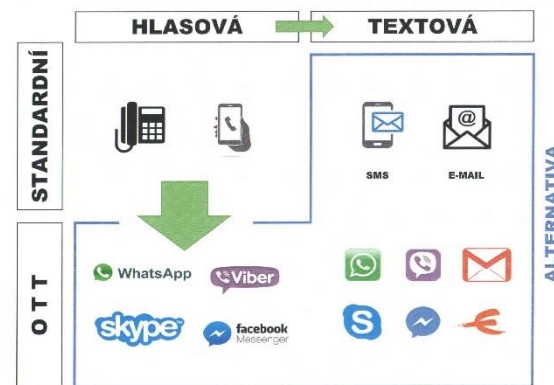 HLASOVÁ
TEXTOVÁ
STANDARDNÍ
SMS
E-MAIL
ALTERNATIVA
OTT
WhatsApp
Viber
skype
facebook
Messenger